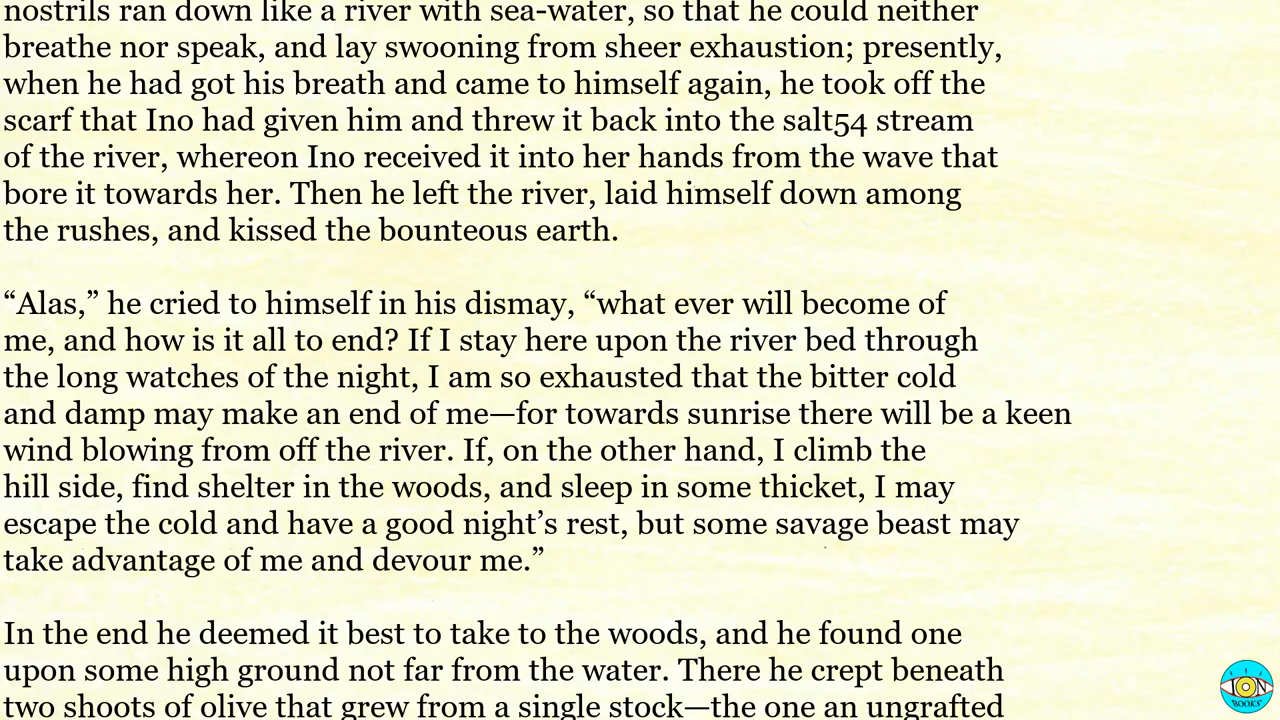 nostrils ran down like a river with sea-water, so that he could neither
breathe nor speak, and lay swooning from sheer exhaustion; presently,
when he had got his breath and came to himself again, he took off the
scarf that Ino had given him and threw it back into the salt54 stream
of the river, whereon Ino received it into her hands from the wave that
bore it towards her. Then he left the river, laid himself down among
the rushes, and kissed the bounteous earth.
“Alas,” he cried to himself in his dismay, “what ever will become of
me, and how is it all to end? If I stay here upon the river bed through
the long watches of the night, I am so exhausted that the bitter cold
and damp may make an end of me—for towards sunrise there will be a keen
wind blowing from off the river. If, on the other hand, I climb the
hill side, find shelter in the woods, and sleep in some thicket, I may
escape the cold and have a good night’s rest, but some savage beast may
take advantage of me and devour me.”
In the end he deemed it best to take to the woods, and he found one
upon some high ground not far from the water. There he crept beneath
two shoots of olive that grew from a single stock—the one an ungrafted
ION
BOOKS